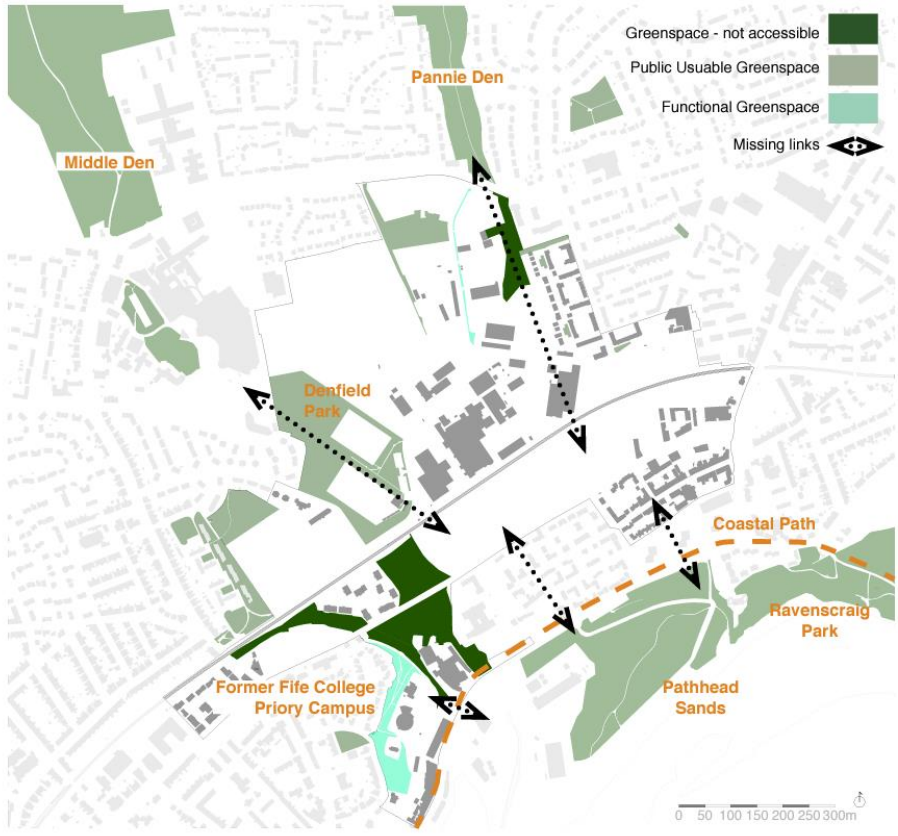 Greenspace - not accessible
Public Usuable Greenspace
Functional Greenspace
Missing links
Pannie Den
Middle Den
Denfield
Park
Coastal Path
Ravenscraig
Park
Former Fife College
Priory Campus
Pathhead
Sands
0 50 100 150 200 250 300m